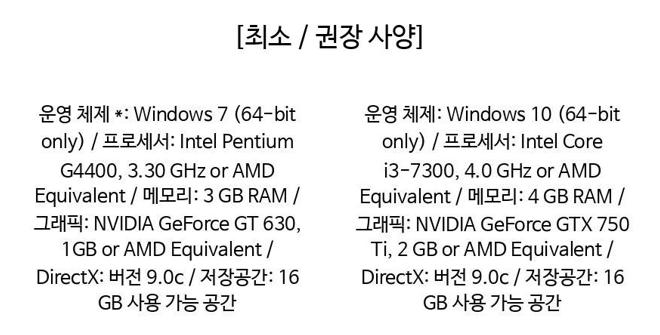 [최소 / 권장 사양]
운영 체제 *: Windows 7 (64-bit
only) / 프로세서: Intel Pentium
G4400, 3.30 GHz or AMD
Equivalent / 메모리: 3 GB RAM /
그래픽: NVIDIA GeForce GT 630,
1GB or AMD Equivalent /
DirectX: 버전 9.0c / 저장공간: 16
GB 사용 가능 공간
운영 체제: Windows 10 (64-bit
only) / 프로세서: Intel Core
i3-7300, 4.0 GHz or AMD
Equivalent / 메모리: 4 GB RAM /
그래픽: NVIDIA GeForce GTX 750
Ti, 2 GB or AMD Equivalent /
DirectX: 버전 9.0c / 저장공간: 16
GB 사용 가능 공간